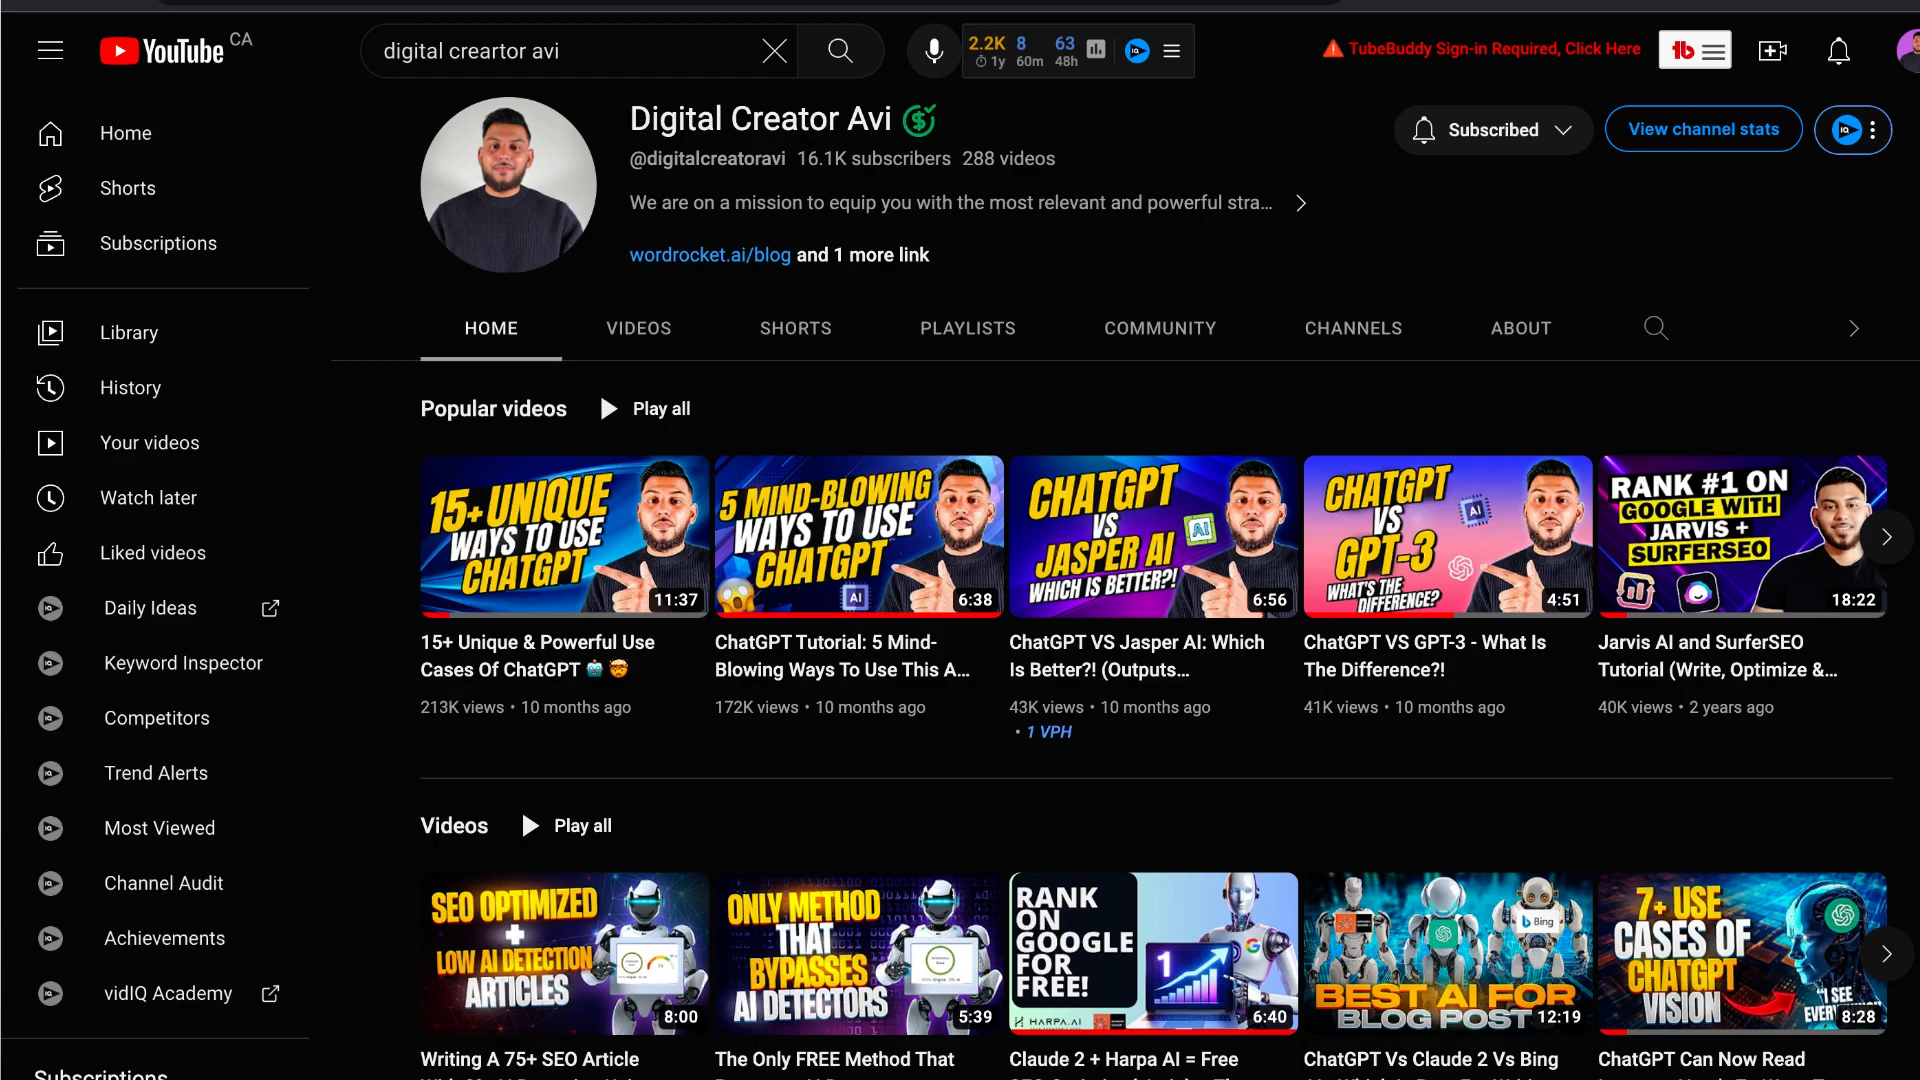 YouTube CA
digital creartor avi
2.2K 8 63
1y 60m 48h
TubeBuddy Sign-in Required, Click Here
tb
Home
Shorts
Subscriptions
Library
History
Your videos
Watch later
Liked videos
Daily Ideas
Keyword Inspector
Competitors
Trend Alerts
Most Viewed
Channel Audit
Achievements
vidIQ Academy
Subscriptions
Digital Creator Avi
@digitalcreatoravi 16.1K subscribers 288 videos
We are on a mission to equip you with the most relevant and powerful stra...
wordrocket.ai/blog and 1 more link
Subscribed
View channel stats
HOME VIDEOS SHORTS PLAYLISTS COMMUNITY CHANNELS ABOUT
Popular videos Play all
15+ UNIQUE
WAYS TO USE
CHATGPT
11:37
15+ Unique & Powerful Use
Cases Of ChatGPT 🤖🤯
213K views • 10 months ago
5 MIND-BLOWING
WAYS TO USE
CHATGPT
AI
6:38
ChatGPT Tutorial: 5 Mind-
Blowing Ways To Use This A...
172K views • 10 months ago
CHATGPT
VS
JASPER AI
WHICH IS BETTER?!
AI
6:56
ChatGPT VS Jasper AI: Which
Is Better?! (Outputs...
43K views • 10 months ago
• 1 VPH
CHATGPT
VS
GPT-3
WHAT'S THE
DIFFERENCE?
AI
4:51
ChatGPT VS GPT-3 - What Is
The Difference?!
41K views • 10 months ago
RANK #1 ON
GOOGLE WITH
JARVIS +
SURFERSEO
18:22
Jarvis AI and SurferSEO
Tutorial (Write, Optimize &...
40K views • 2 years ago
Videos Play all
SEO OPTIMIZED
+
LOW AI DETECTION
ARTICLES
8:00
Writing A 75+ SEO Article
ONLY METHOD
THAT
BYPASSES
AI DETECTORS
5:39
The Only FREE Method That
RANK
ON
GOOGLE
FOR
FREE!
1
HARPA.AI
6:40
Claude 2 + Harpa AI = Free
Bing
BEST AI FOR
BLOG POST
12:19
ChatGPT Vs Claude 2 Vs Bing
7+ USE
CASES OF
CHATGPT
VISION
"I SEE
8:28
ChatGPT Can Now Read